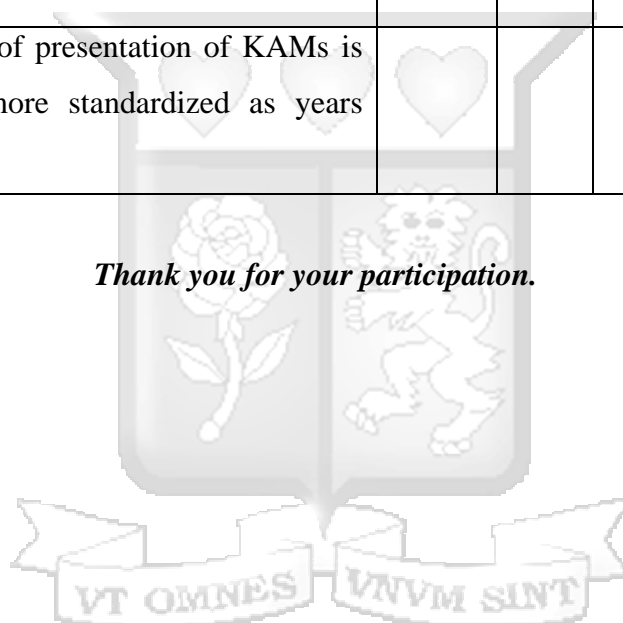 of presentation of KAMs is
more standardized as years
Thank you for your participation.
VT OMNES VNVM SINT